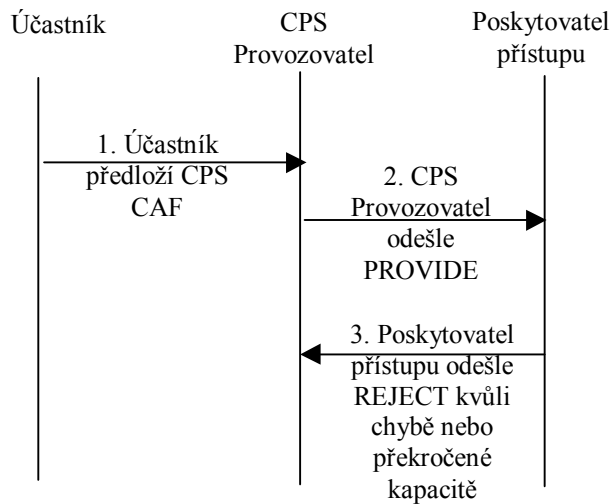 Účastník
CPS
Provozovatel
Poskytovatel
přístupu
1. Účastník
předloží CPS
CAF
2. CPS
Provozovatel
odešle
PROVIDE
3. Poskytovatel
přístupu odešle
REJECT kvůli
chybě nebo
překročené
kapacitě